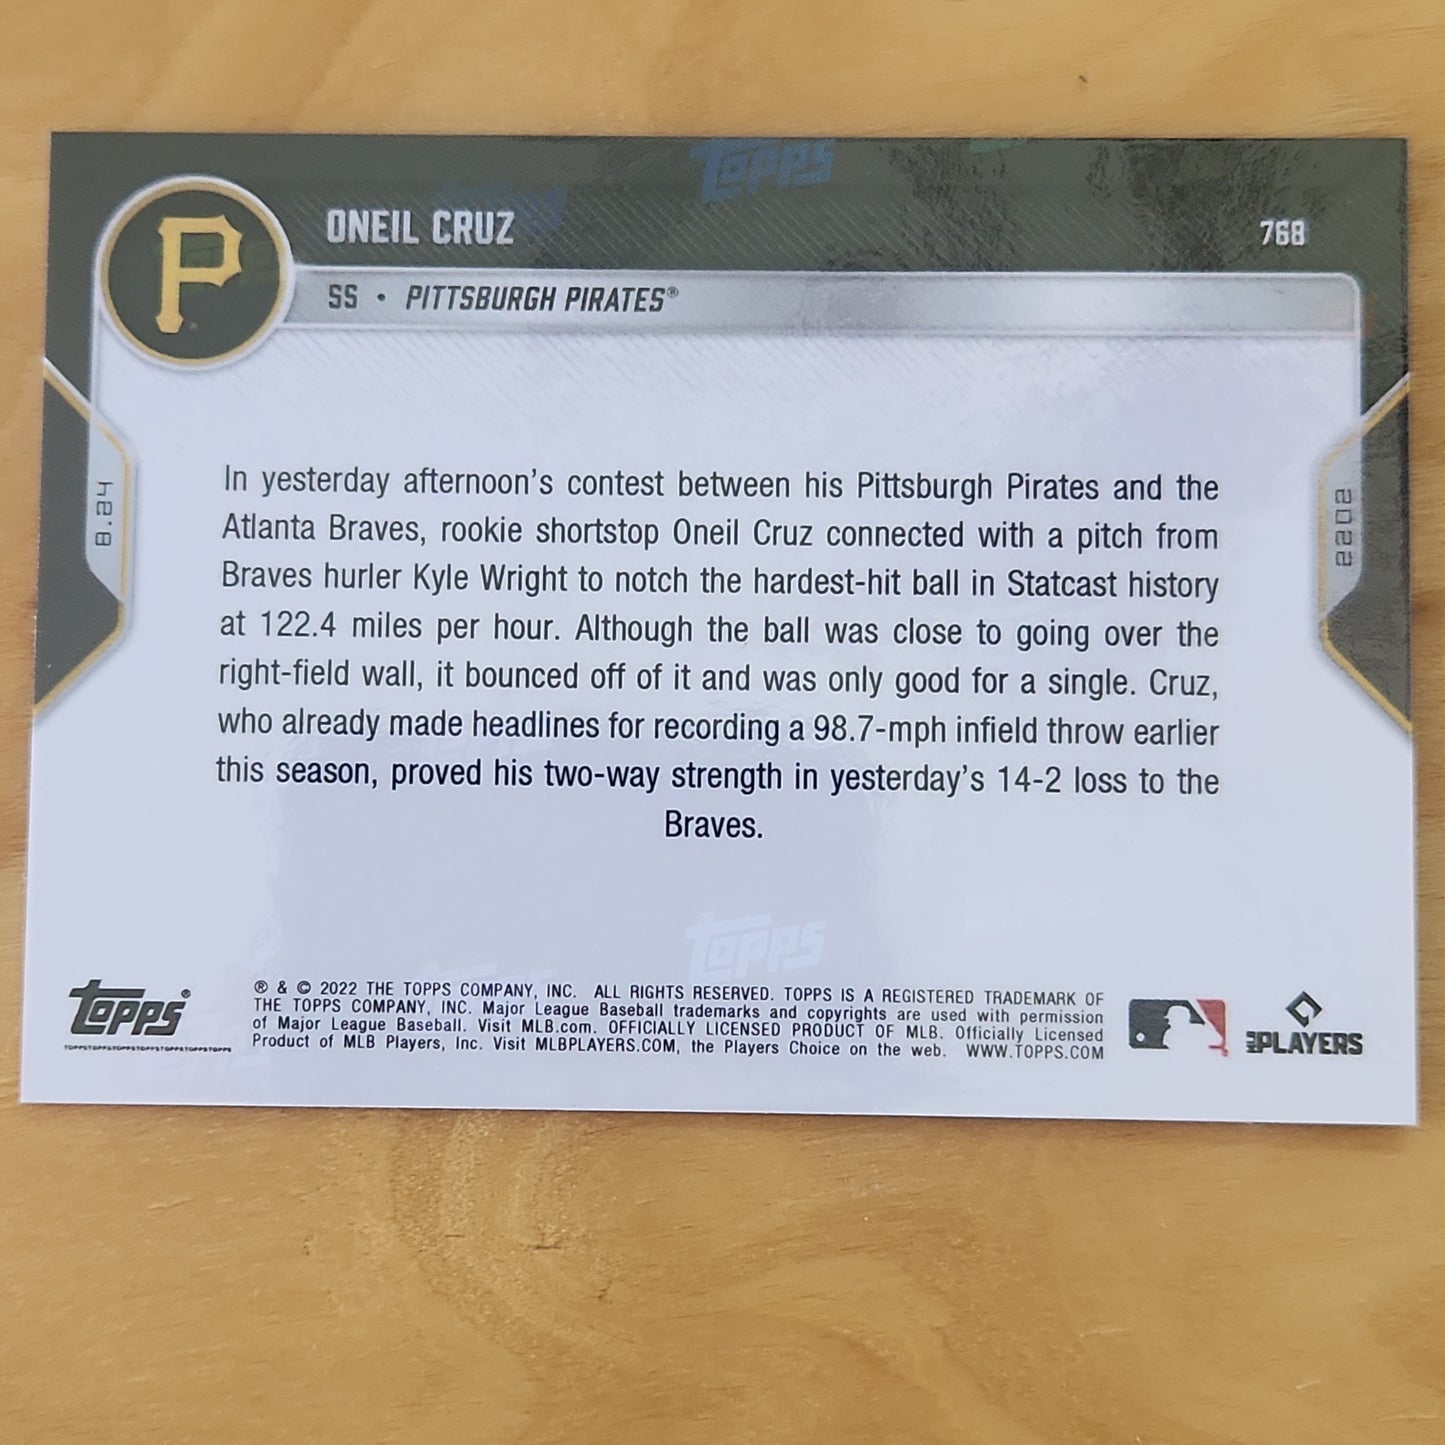 Topps
ONEIL CRUZ
768
P
SS • PITTSBURGH PIRATES®
8.24
2022
In yesterday afternoon's contest between his Pittsburgh Pirates and the
Atlanta Braves, rookie shortstop Oneil Cruz connected with a pitch from
Braves hurler Kyle Wright to notch the hardest-hit ball in Statcast history
at 122.4 miles per hour. Although the ball was close to going over the
right-field wall, it bounced off of it and was only good for a single. Cruz,
who already made headlines for recording a 98.7-mph infield throw earlier
this season, proved his two-way strength in yesterday's 14-2 loss to the
Braves.
Topps
Topps®
TOPPSTOPPSTOPPSTOPPSTOPPSTOPPSTOPPS
® & © 2022 THE TOPPS COMPANY, INC. ALL RIGHTS RESERVED. TOPPS IS A REGISTERED TRADEMARK OF
THE TOPPS COMPANY, INC. Major League Baseball trademarks and copyrights are used with permission
of Major League Baseball. Visit MLB.com. OFFICIALLY LICENSED PRODUCT OF MLB. Officially Licensed
Product of MLB Players, Inc. Visit MLBPLAYERS.COM, the Players Choice on the web. WWW.TOPPS.COM
MLB PLAYERS